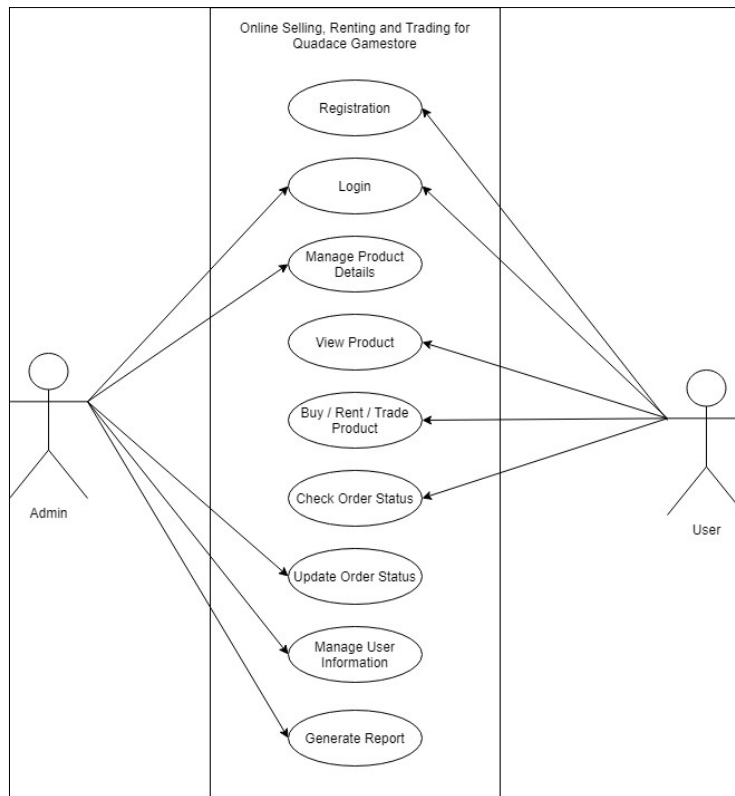 Online Selling, Renting and Trading for
Quadace Gamestore
Registration
Login
Manage Product
Details
View Product
Buy / Rent / Trade
Product
Check Order Status
Admin
User
Update Order Status
Manage User
Information
Generate Report